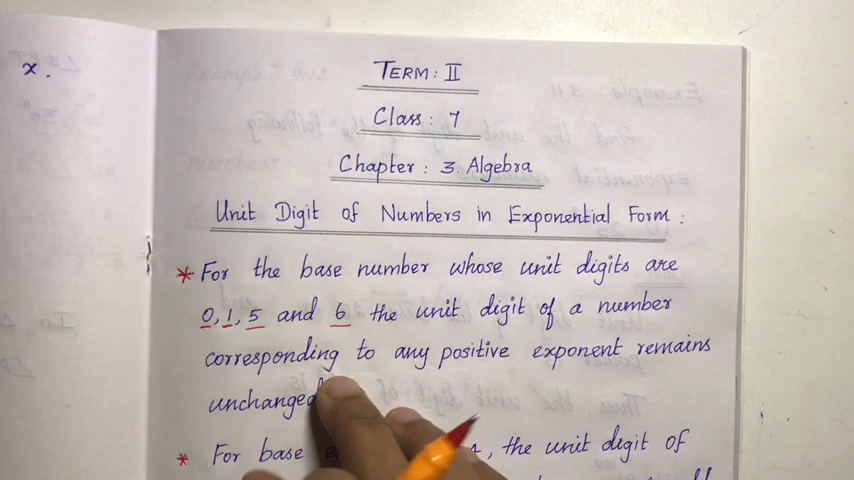 x.
TERM: II
Class: 7
Chapter: 3. Algebra
Unit Digit of Numbers in Exponential Form:
* For the base number whose unit digits are
0, 1, 5 and 6 the unit digit of a number
corresponding to any positive exponent remains
unchanged
* For base , the unit digit of